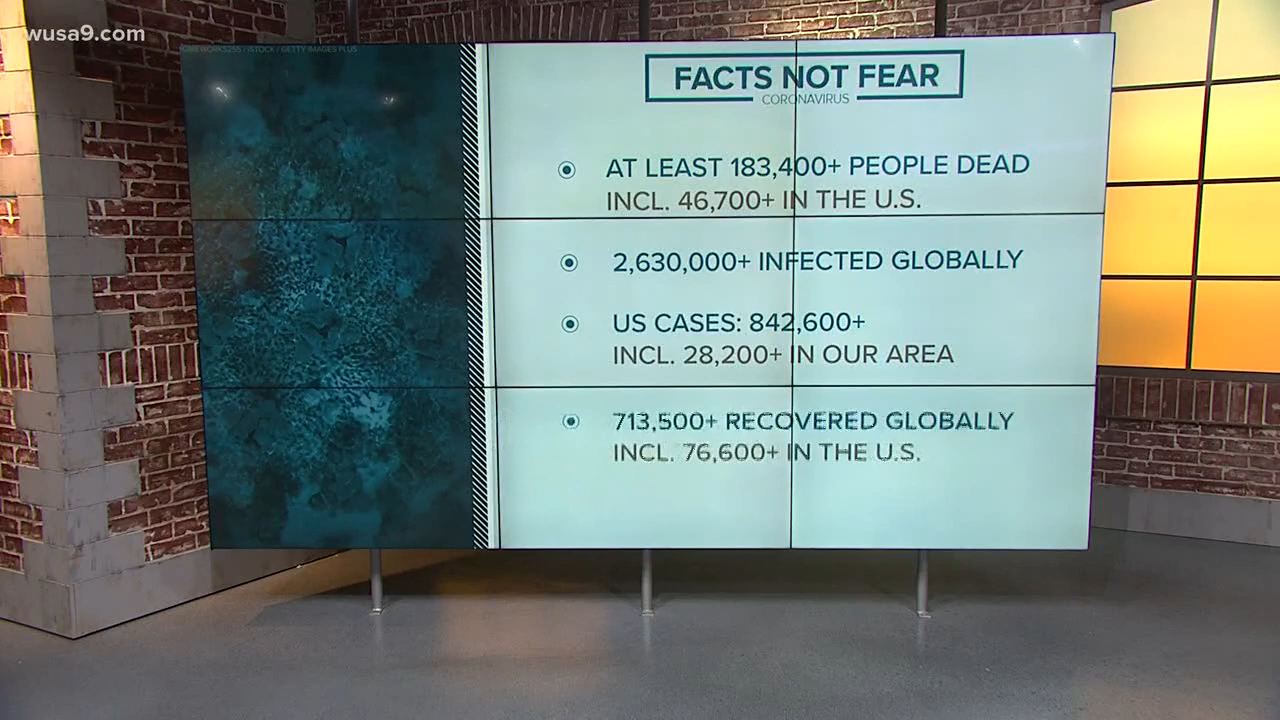 wusa9.com
FACTS NOT FEAR
CORONAVIRUS
AT LEAST 183,400+ PEOPLE DEAD
INCL. 46,700+ IN THE U.S.
2,630,000+ INFECTED GLOBALLY
US CASES: 842,600+
INCL. 28,200+ IN OUR AREA
713,500+ RECOVERED GLOBALLY
INCL. 76,600+ IN THE U.S.